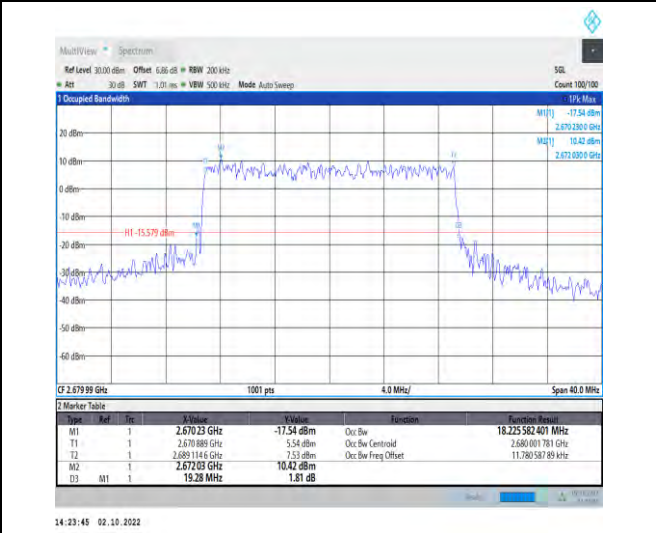 MultiView Spectrum
Ref Level 30.00 dBm Offset 6.86 dB RBW 200 kHz SGL
Att 30 dB SWT 1.01 ms VBW 500 kHz Mode Auto Sweep Count 100/100
1 Occupied Bandwidth 1Pk Max
M1[1] -17.54 dBm
2.670 2300 GHz
M2[1] 10.42 dBm
2.672 0300 GHz
20 dBm
10 dBm
0 dBm
-10 dBm
H1 -15.579 dBm
-20 dBm
-30 dBm
-40 dBm
-50 dBm
-60 dBm
CF 2.679 99 GHz 1001 pts 4.0 MHz/ Span 40.0 MHz
2 Marker Table
Type Ref Trc X-Value Y-Value Function Function Result
M1 1 2.670 23 GHz -17.54 dBm Occ Bw 18.225 582 401 MHz
T1 1 2.670 889 GHz 5.54 dBm Occ Bw Centroid 2.680 001 781 GHz
T2 1 2.689 114 6 GHz 7.53 dBm Occ Bw Freq Offset 11.780 587 89 kHz
M2 1 2.672 03 GHz 10.42 dBm
D3 M1 1 19.28 MHz 1.81 dB
14:23:45 02.10.2022